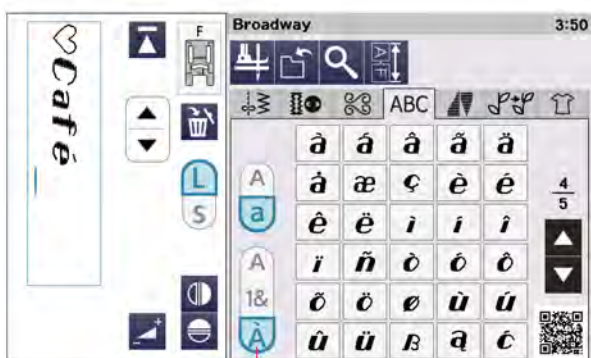 ♡Café
F
L
S
Broadway 3:50
A-F
ABC
à á â ã ä
A
å æ ç è é
4
5
a
ê ë ì í î
A
ï ñ ò ó ô
1&
õ ö ø ù ú
À
û ü ß ą ć